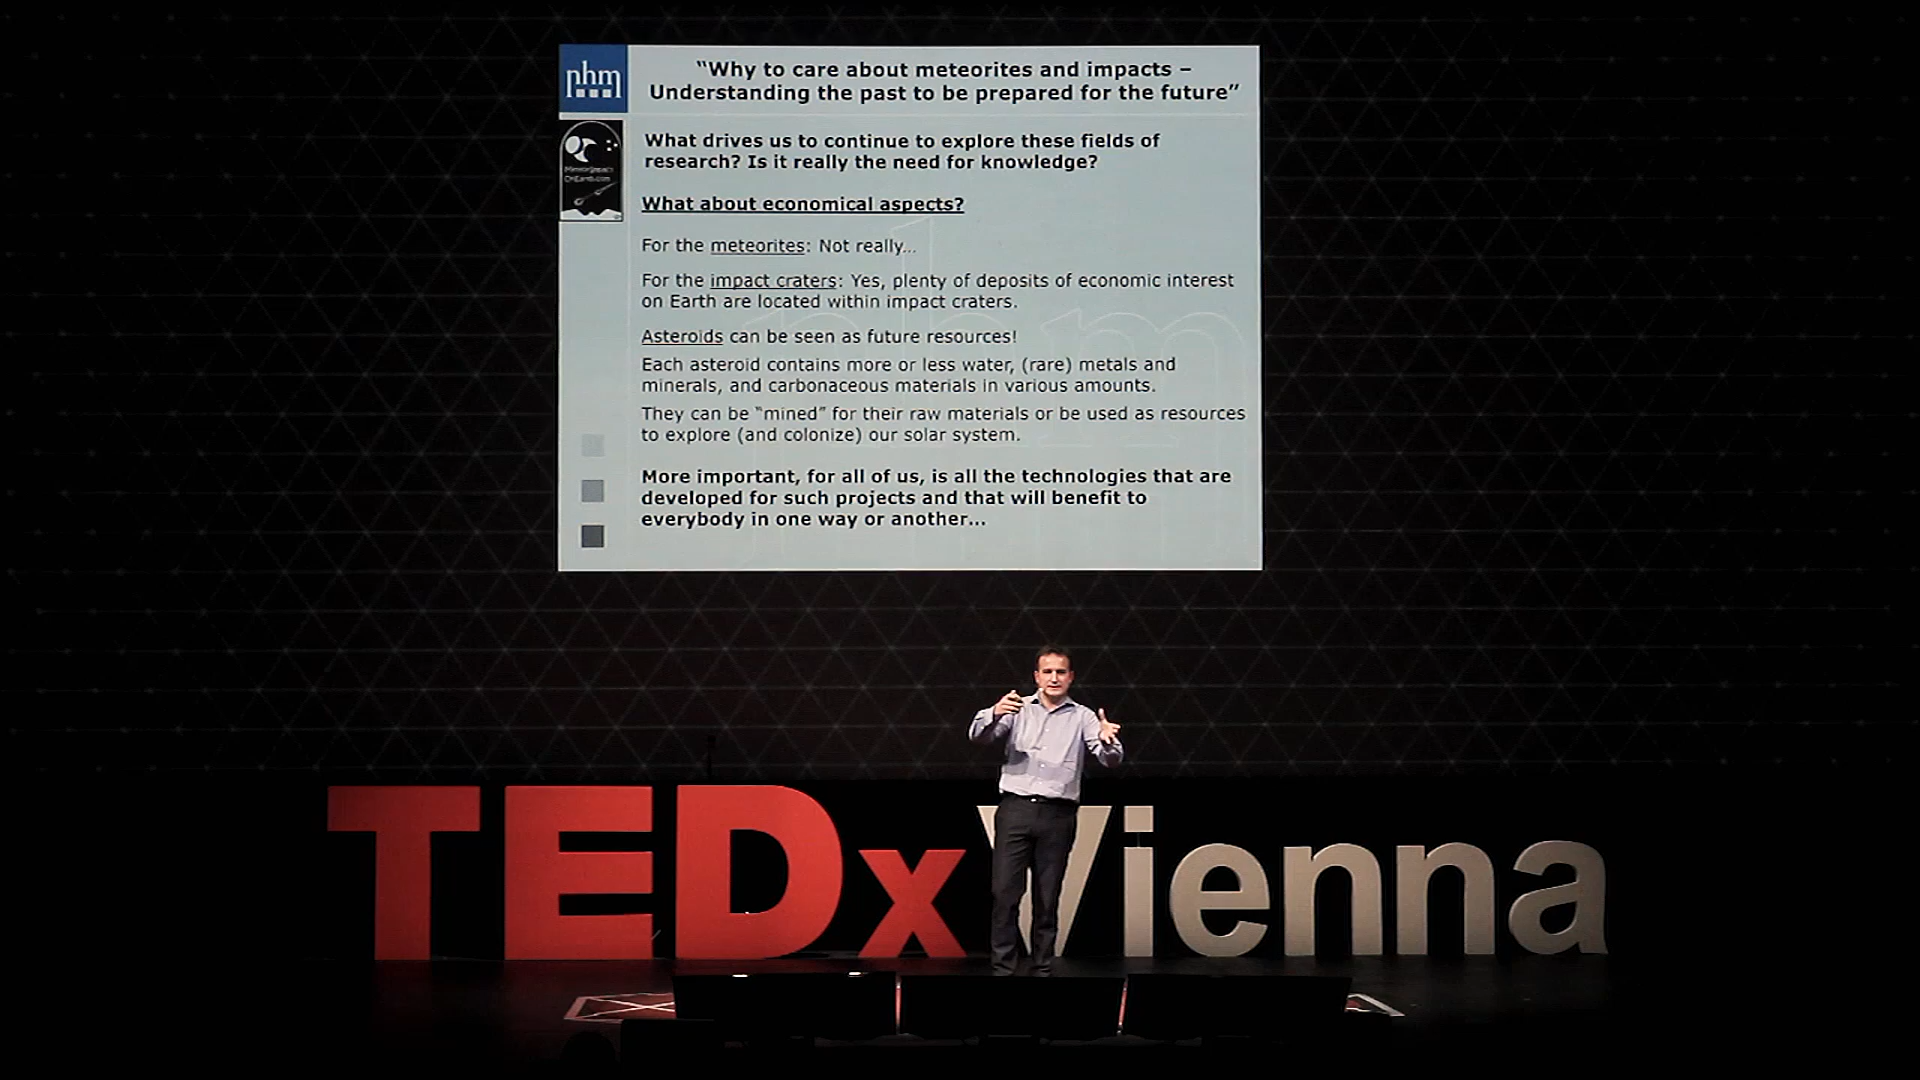 nhm
“Why to care about meteorites and impacts –
Understanding the past to be prepared for the future”
What drives us to continue to explore these fields of
research? Is it really the need for knowledge?
What about economical aspects?
For the meteorites: Not really...
For the impact craters: Yes, plenty of deposits of economic interest
on Earth are located within impact craters.
Asteroids can be seen as future resources!
Each asteroid contains more or less water, (rare) metals and
minerals, and carbonaceous materials in various amounts.
They can be “mined” for their raw materials or be used as resources
to explore (and colonize) our solar system.
More important, for all of us, is all the technologies that are
developed for such projects and that will benefit to
everybody in one way or another...
TEDxVienna